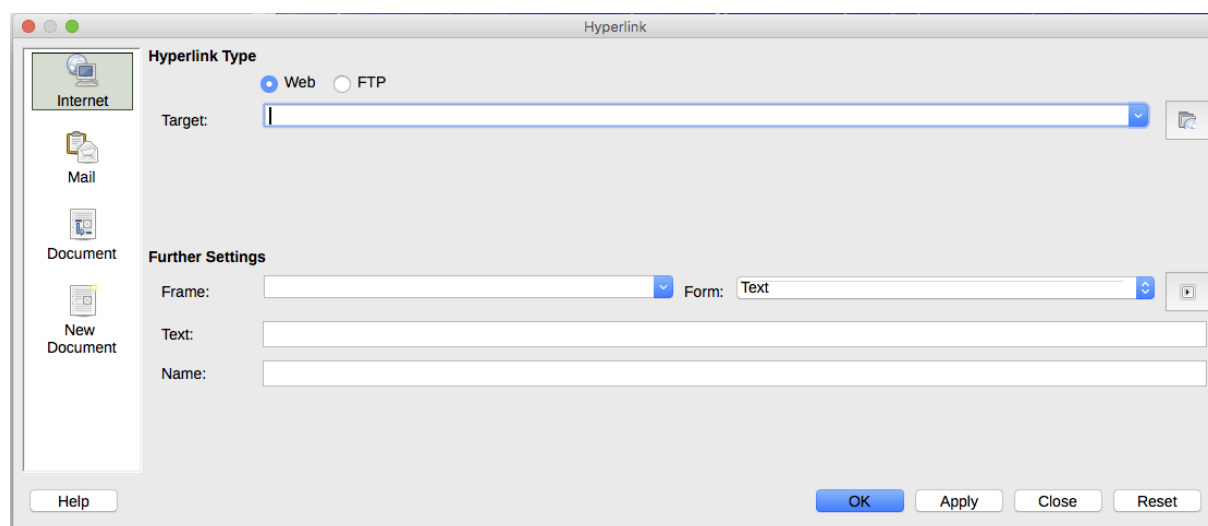 Hyperlink
Internet
Mail
Document
New
Document
Hyperlink Type
Web FTP
Target:
Further Settings
Frame: Form: Text
Text:
Name:
Help OK Apply Close Reset